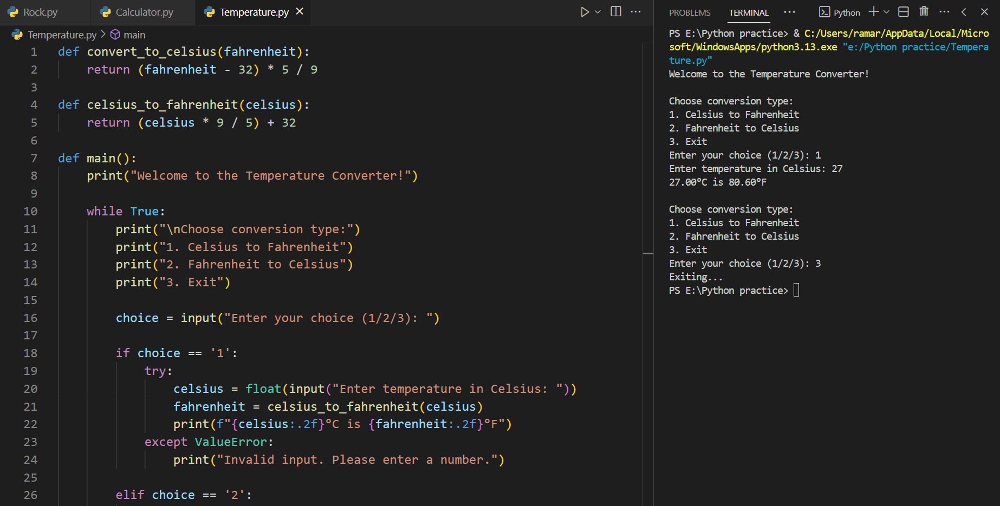 Rock.py Calculator.py Temperature.py
Temperature.py > main
1 def convert_to_celsius(fahrenheit):
2     return (fahrenheit - 32) * 5 / 9
3
4 def celsius_to_fahrenheit(celsius):
5     return (celsius * 9 / 5) + 32
6
7 def main():
8     print("Welcome to the Temperature Converter!")
9
10     while True:
11         print("\nChoose conversion type:")
12         print("1. Celsius to Fahrenheit")
13         print("2. Fahrenheit to Celsius")
14         print("3. Exit")
15
16         choice = input("Enter your choice (1/2/3): ")
17
18         if choice == '1':
19             try:
20                 celsius = float(input("Enter temperature in Celsius: "))
21                 fahrenheit = celsius_to_fahrenheit(celsius)
22                 print(f"{celsius:.2f}°C is {fahrenheit:.2f}°F")
23             except ValueError:
24                 print("Invalid input. Please enter a number.")
25
26         elif choice == '2':
PROBLEMS TERMINAL Python
PS E:\Python practice> & C:/Users/ramar/AppData/Local/Micro
soft/WindowsApps/python3.13.exe "e:/Python practice/Tempera
ture.py"
Welcome to the Temperature Converter!

Choose conversion type:
1. Celsius to Fahrenheit
2. Fahrenheit to Celsius
3. Exit
Enter your choice (1/2/3): 1
Enter temperature in Celsius: 27
27.00°C is 80.60°F

Choose conversion type:
1. Celsius to Fahrenheit
2. Fahrenheit to Celsius
3. Exit
Enter your choice (1/2/3): 3
Exiting...
PS E:\Python practice>